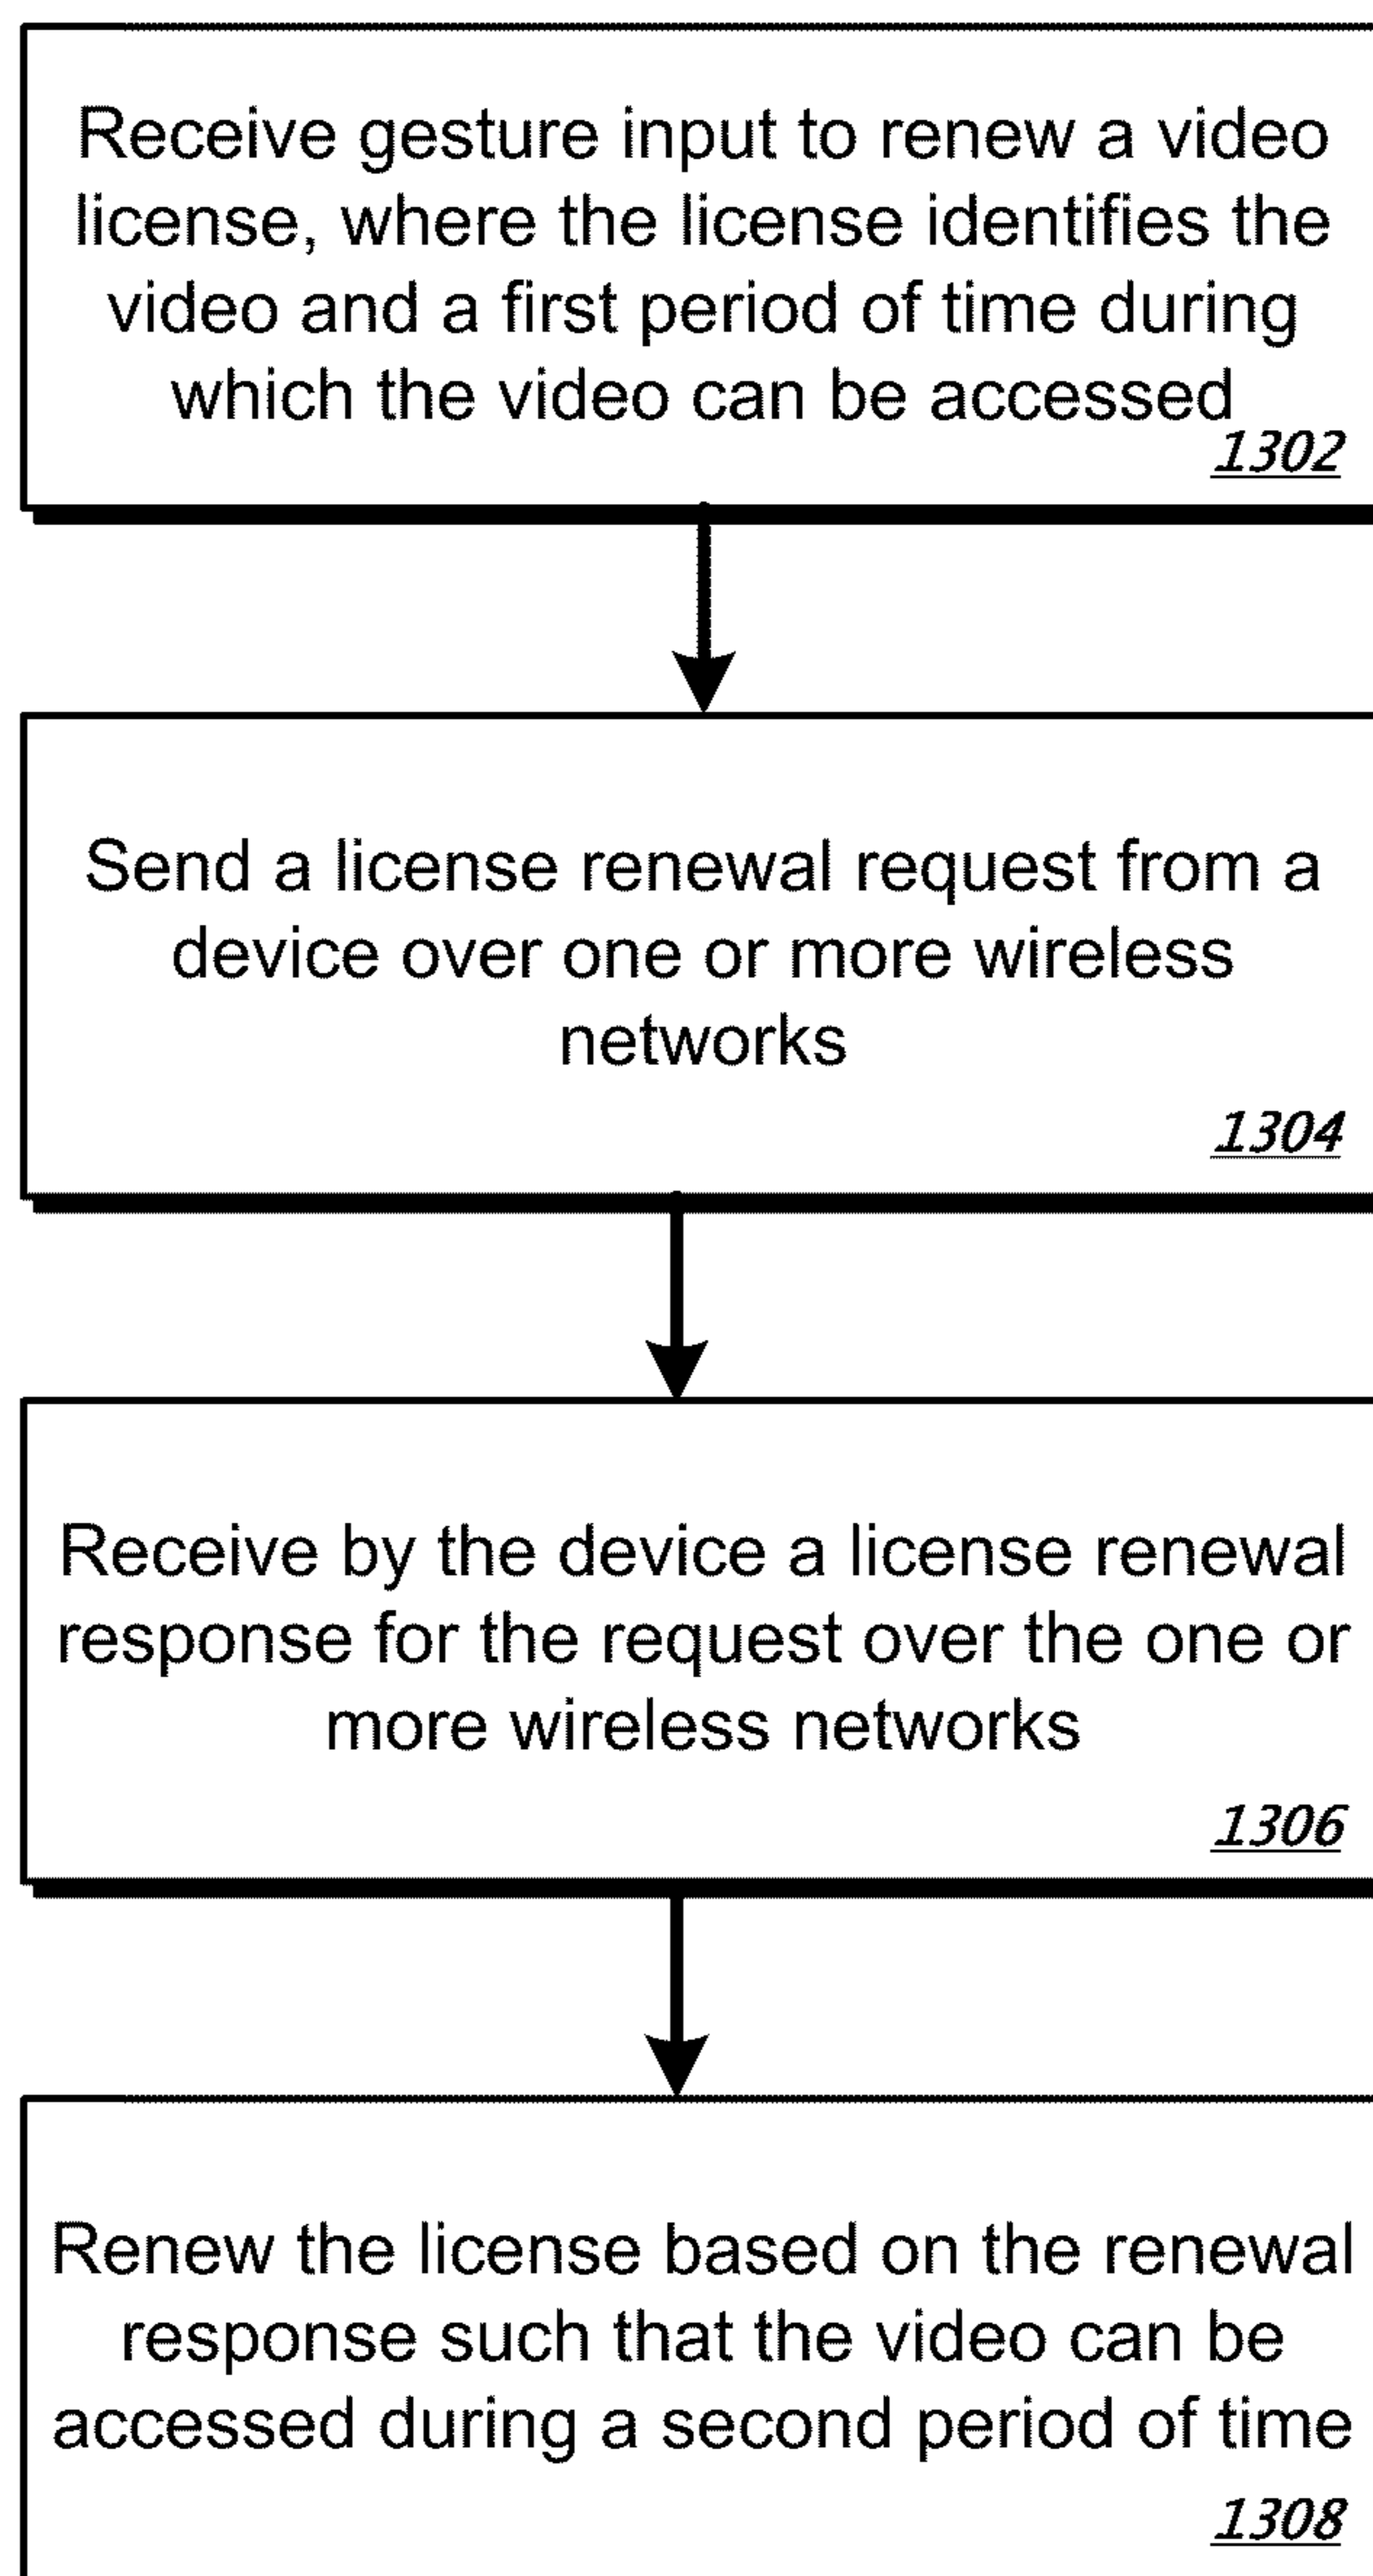 Receive gesture input to renew a video
license, where the license identifies the
video and a first period of time during
which the video can be accessed
1302
Send a license renewal request from a
device over one or more wireless
networks
1304
Receive by the device a license renewal
response for the request over the one or
more wireless networks
1306
Renew the license based on the renewal
response such that the video can be
accessed during a second period of time
1308